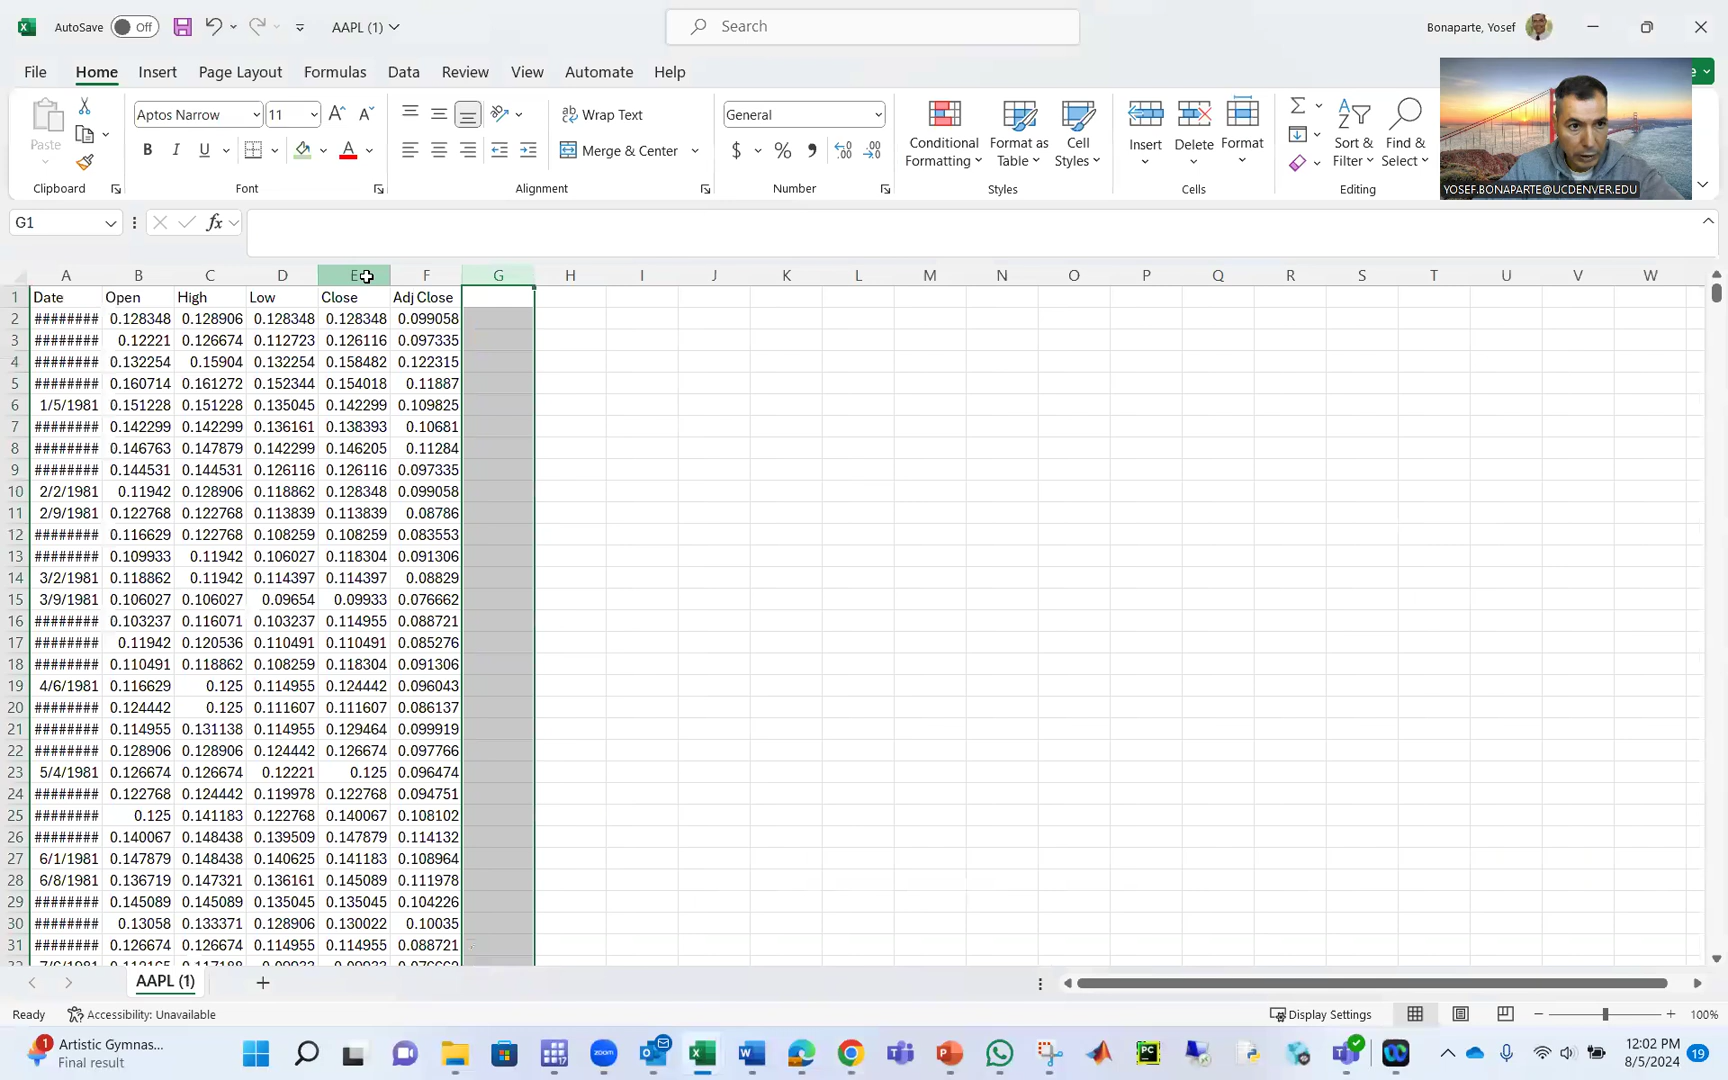 AutoSave Off AAPL (1) Search Bonaparte, Yosef
File Home Insert Page Layout Formulas Data Review View Automate Help
Paste Aptos Narrow 11 A A Wrap Text General Conditional Formatting Format as Table Cell Styles Insert Delete Format Sort & Filter Find & Select
B I U A Merge & Center $ %
Clipboard Font Alignment Number Styles Cells Editing YOSEF.BONAPARTE@UCDENVER.EDU
G1 fx
A B C D E F G H I J K L M N O P Q R S T U V W
1 Date Open High Low Close Adj Close
2 ######## 0.128348 0.128906 0.128348 0.128348 0.099058
3 ######## 0.12221 0.126674 0.112723 0.126116 0.097335
4 ######## 0.132254 0.15904 0.132254 0.158482 0.122315
5 ######## 0.160714 0.161272 0.152344 0.154018 0.11887
6 1/5/1981 0.151228 0.151228 0.135045 0.142299 0.109825
7 ######## 0.142299 0.142299 0.136161 0.138393 0.10681
8 ######## 0.146763 0.147879 0.142299 0.146205 0.11284
9 ######## 0.144531 0.144531 0.126116 0.126116 0.097335
10 2/2/1981 0.11942 0.128906 0.118862 0.128348 0.099058
11 2/9/1981 0.122768 0.122768 0.113839 0.113839 0.08786
12 ######## 0.116629 0.122768 0.108259 0.108259 0.083553
13 ######## 0.109933 0.11942 0.106027 0.118304 0.091306
14 3/2/1981 0.118862 0.11942 0.114397 0.114397 0.08829
15 3/9/1981 0.106027 0.106027 0.09654 0.09933 0.076662
16 ######## 0.103237 0.116071 0.103237 0.114955 0.088721
17 ######## 0.11942 0.120536 0.110491 0.110491 0.085276
18 ######## 0.110491 0.118862 0.108259 0.118304 0.091306
19 4/6/1981 0.116629 0.125 0.114955 0.124442 0.096043
20 ######## 0.124442 0.125 0.111607 0.111607 0.086137
21 ######## 0.114955 0.131138 0.114955 0.129464 0.099919
22 ######## 0.128906 0.128906 0.124442 0.126674 0.097766
23 5/4/1981 0.126674 0.126674 0.12221 0.125 0.096474
24 ######## 0.122768 0.124442 0.119978 0.122768 0.094751
25 ######## 0.125 0.141183 0.122768 0.140067 0.108102
26 ######## 0.140067 0.148438 0.139509 0.147879 0.114132
27 6/1/1981 0.147879 0.148438 0.140625 0.141183 0.108964
28 6/8/1981 0.136719 0.147321 0.136161 0.145089 0.111978
29 ######## 0.145089 0.145089 0.135045 0.135045 0.104226
30 ######## 0.13058 0.133371 0.128906 0.130022 0.10035
31 ######## 0.126674 0.126674 0.114955 0.114955 0.088721
AAPL (1)
Ready Accessibility: Unavailable Display Settings 100%
1 Artistic Gymnas... 12:02 PM
Final result 8/5/2024 19